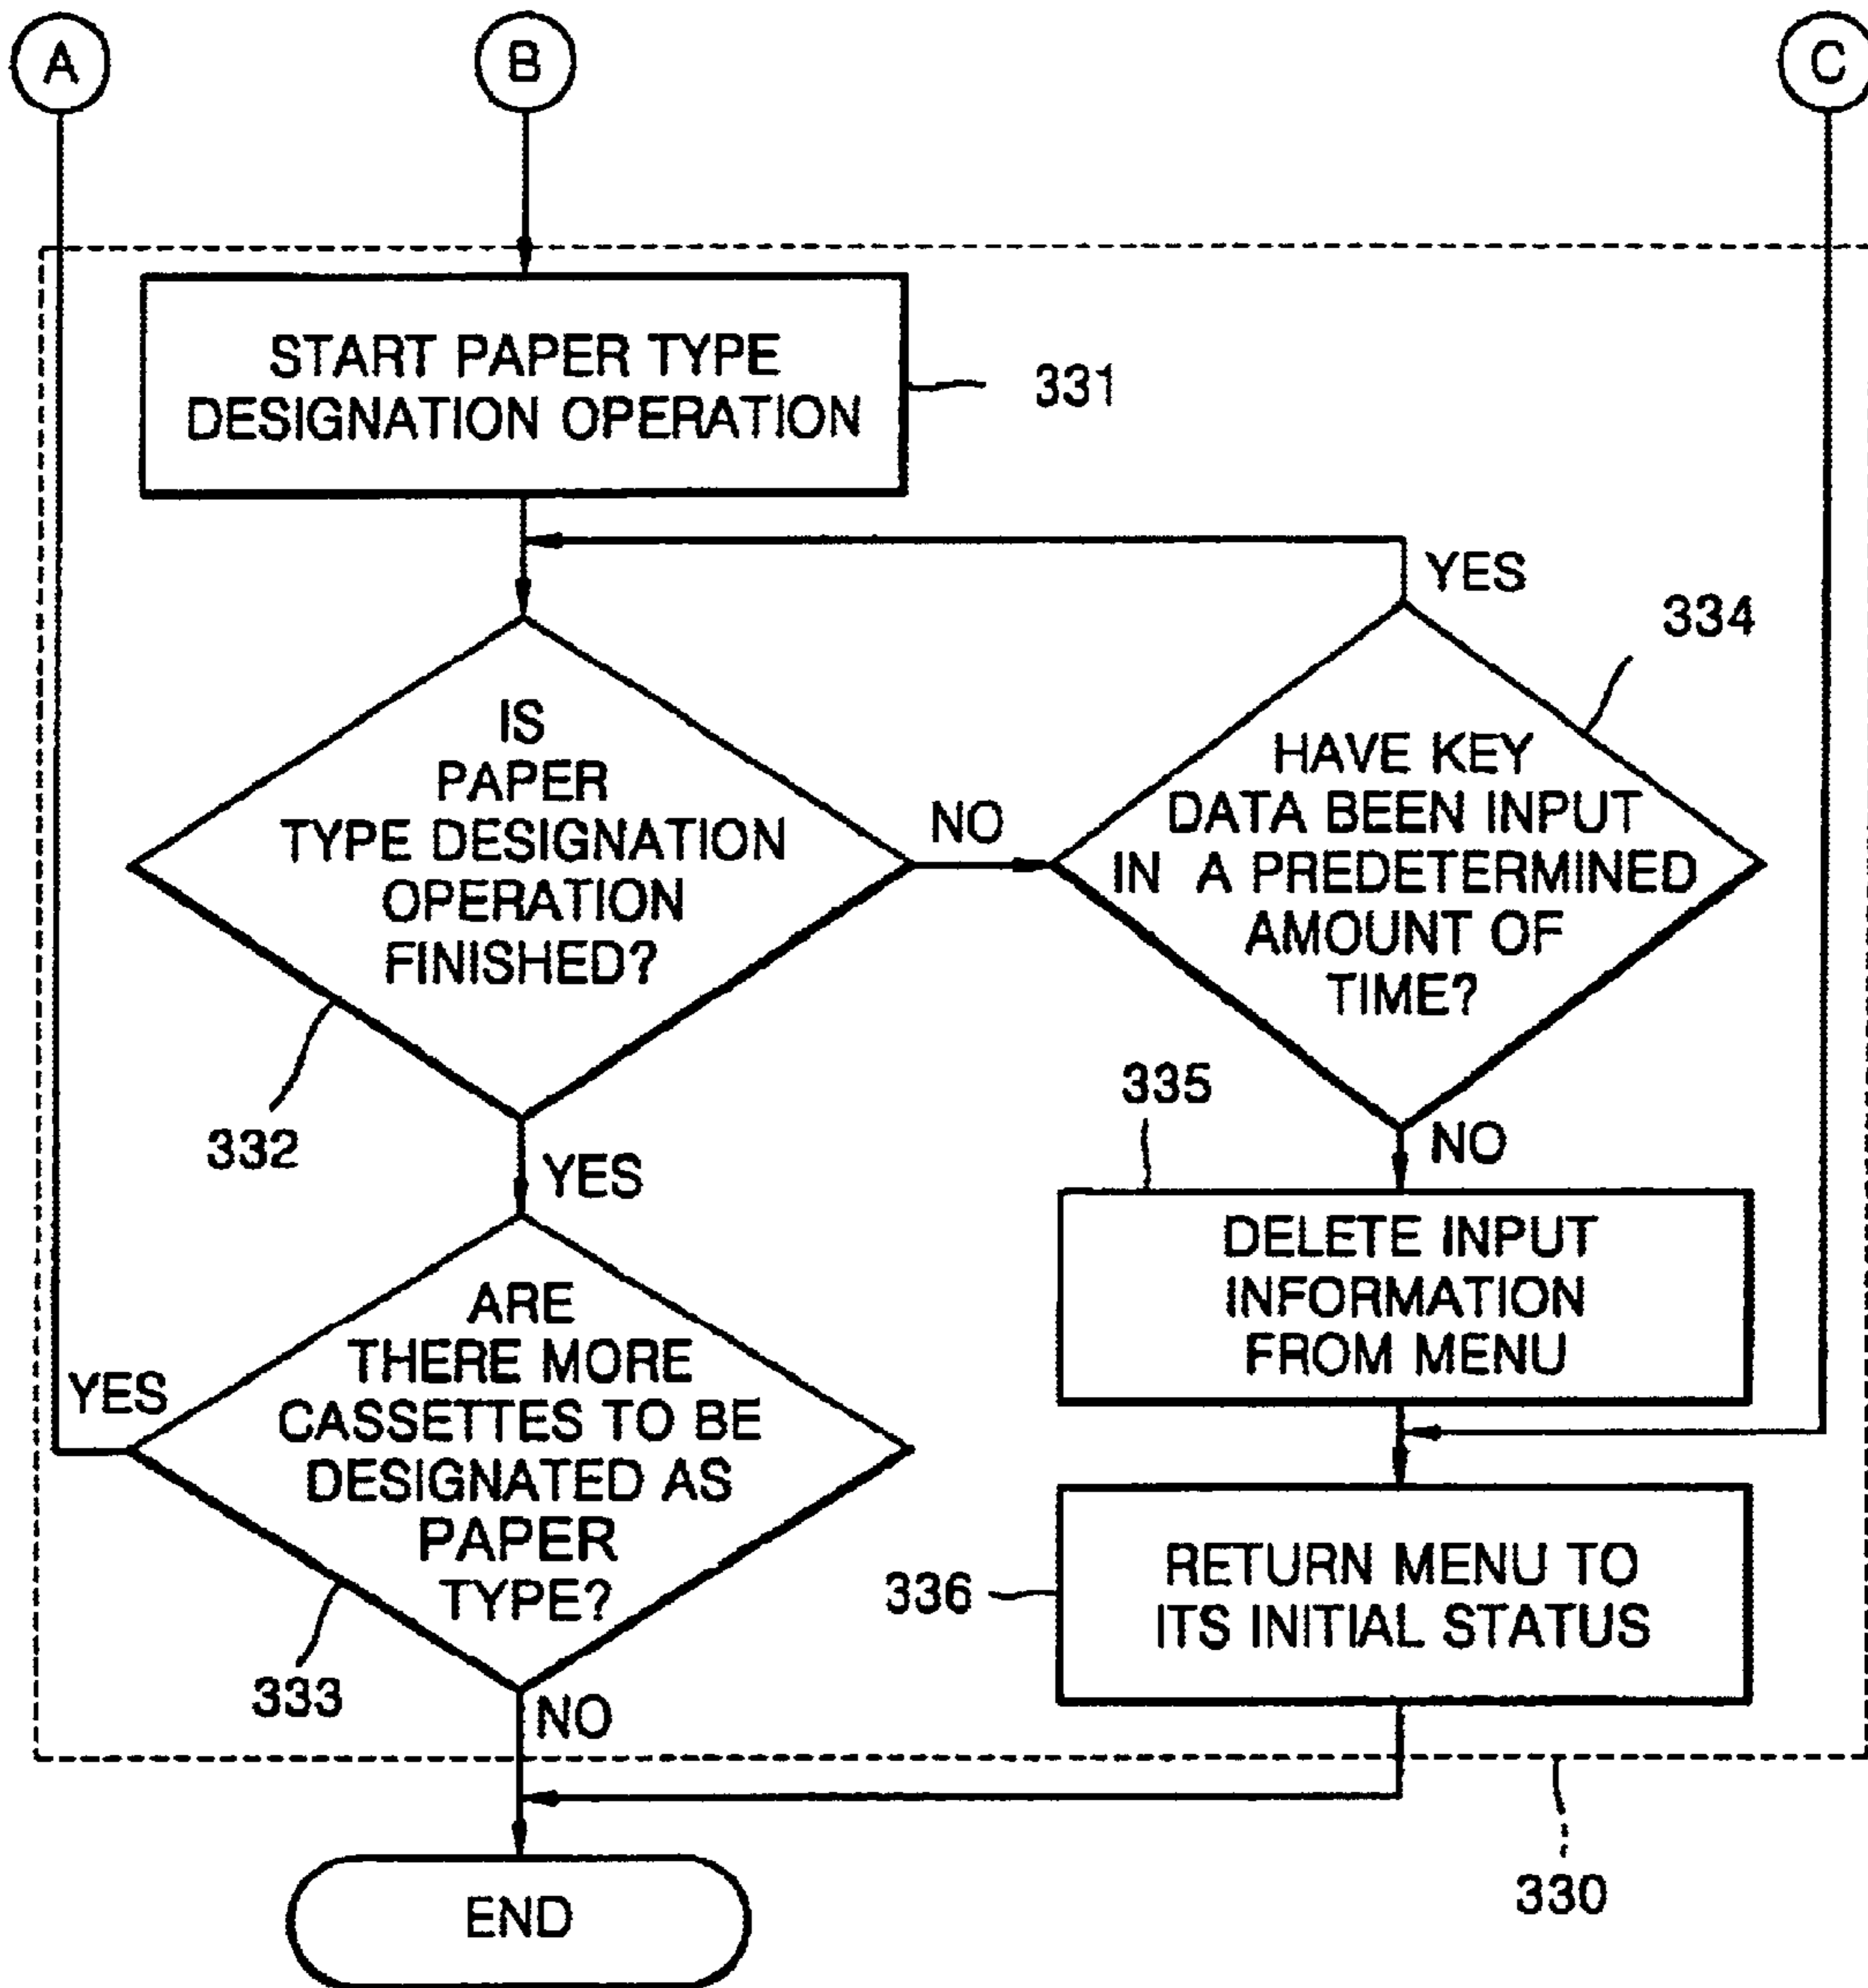 A
B
C
START PAPER TYPE
DESIGNATION OPERATION
331
YES
334
IS
PAPER
TYPE DESIGNATION
OPERATION
FINISHED?
NO
HAVE KEY
DATA BEEN INPUT
IN A PREDETERMINED
AMOUNT OF
TIME?
332
YES
335
NO
DELETE INPUT
INFORMATION
FROM MENU
ARE
THERE MORE
CASSETTES TO BE
DESIGNATED AS
PAPER
TYPE?
YES
333
NO
336
RETURN MENU TO
ITS INITIAL STATUS
330
END